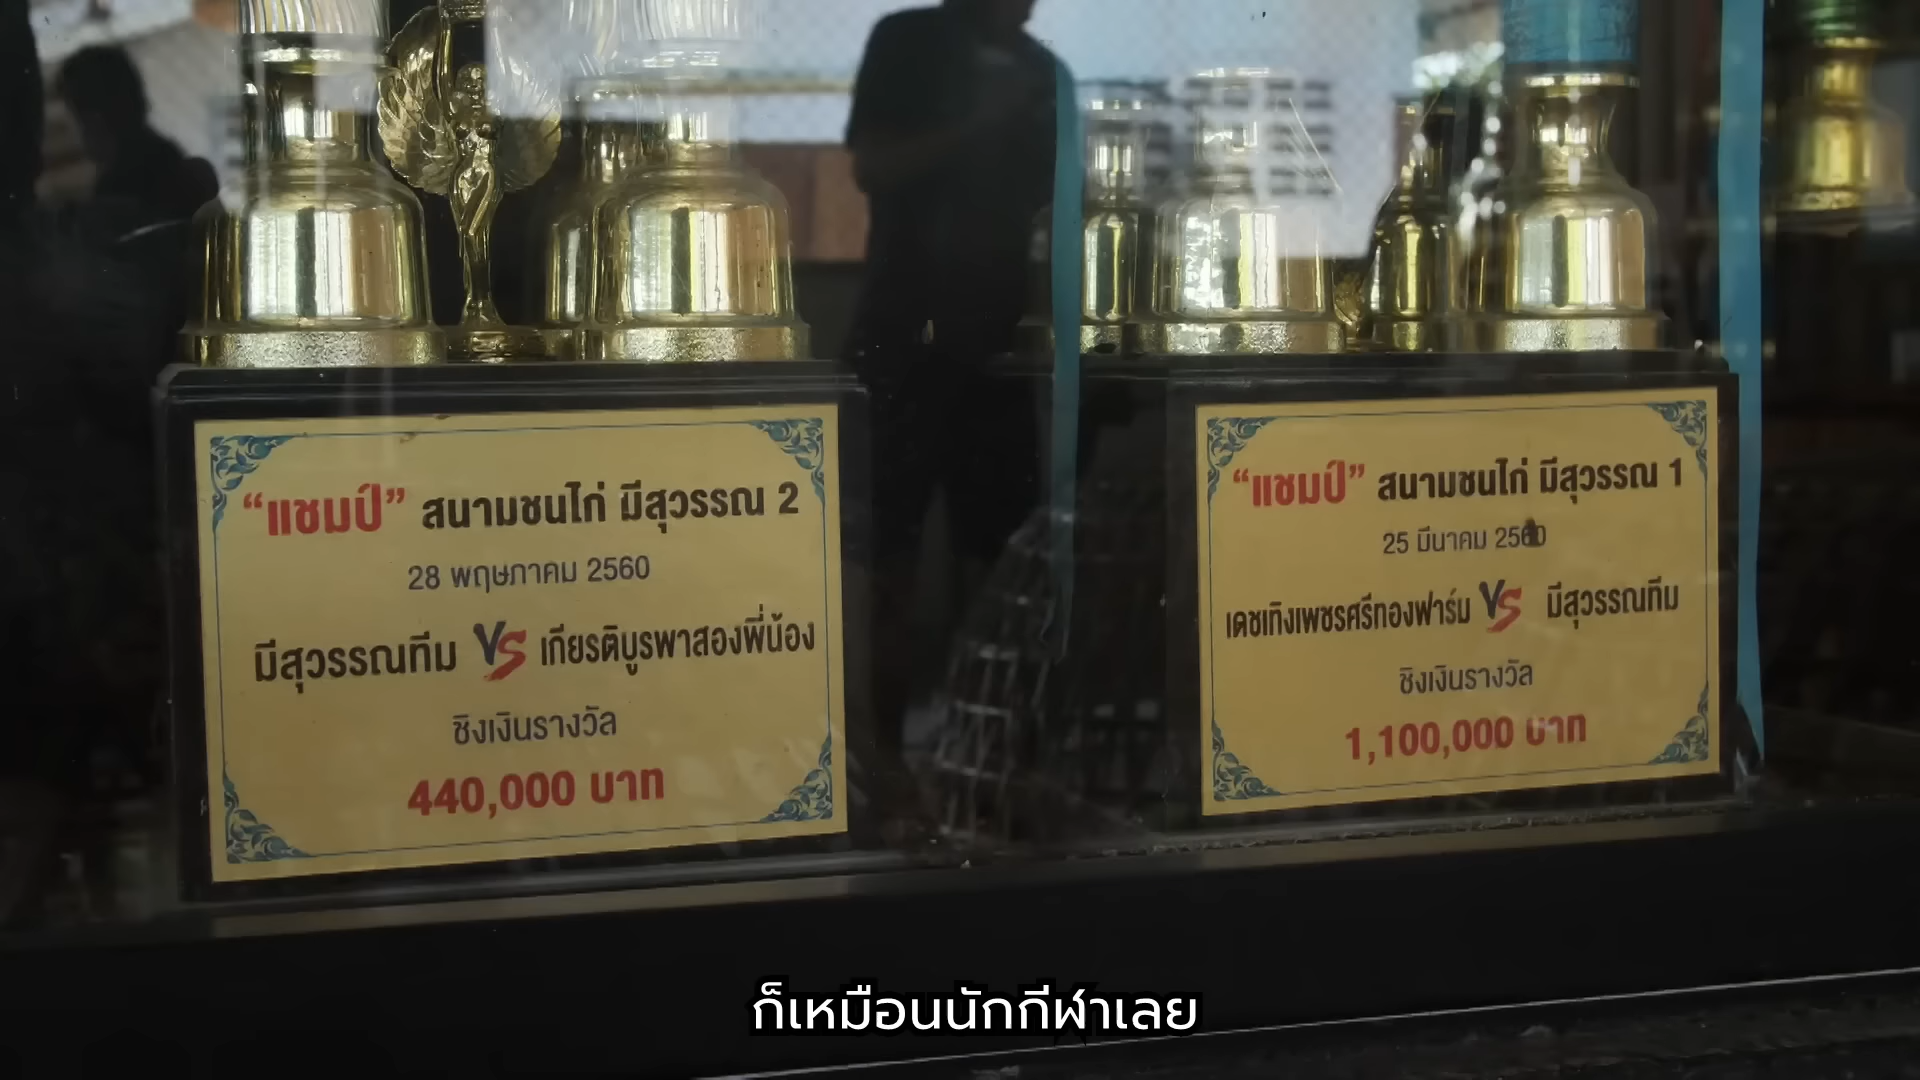 “แชมป์” สนามชนไก่ มีสุวรรณ 2
28 พฤษภาคม 2560
มีสุวรรณทีม VS เกียรติบูรพาสองพี่น้อง
ชิงเงินรางวัล
440,000 บาท
“แชมป์” สนามชนไก่ มีสุวรรณ 1
25 มีนาคม 2560
เดชเทิงเพชรศรีทองฟาร์ม VS มีสุวรรณทีม
ชิงเงินรางวัล
1,100,000 บาท
ก็เหมือนนักกีฬาเลย